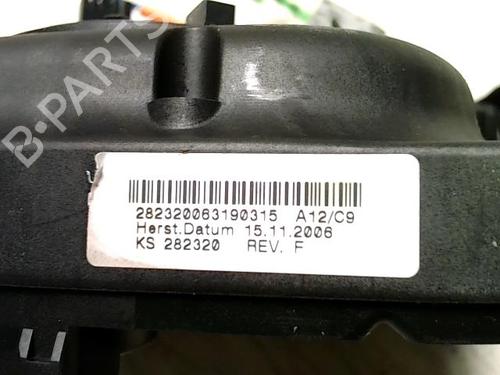 B-PARTS
282320063190315 A12/C9
Herst.Datum 15.11.2006
KS 282320 REV. F